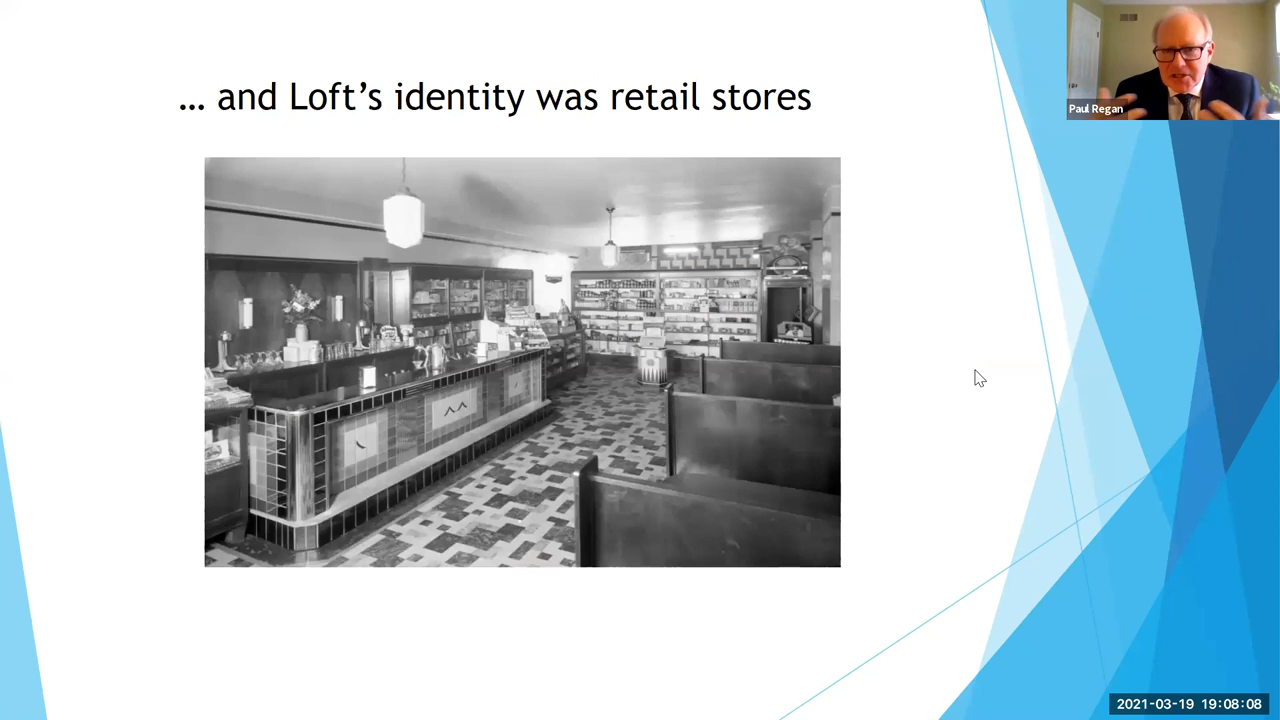 … and Loft's identity was retail stores
Paul Regan
2021-03-19 19:08:08